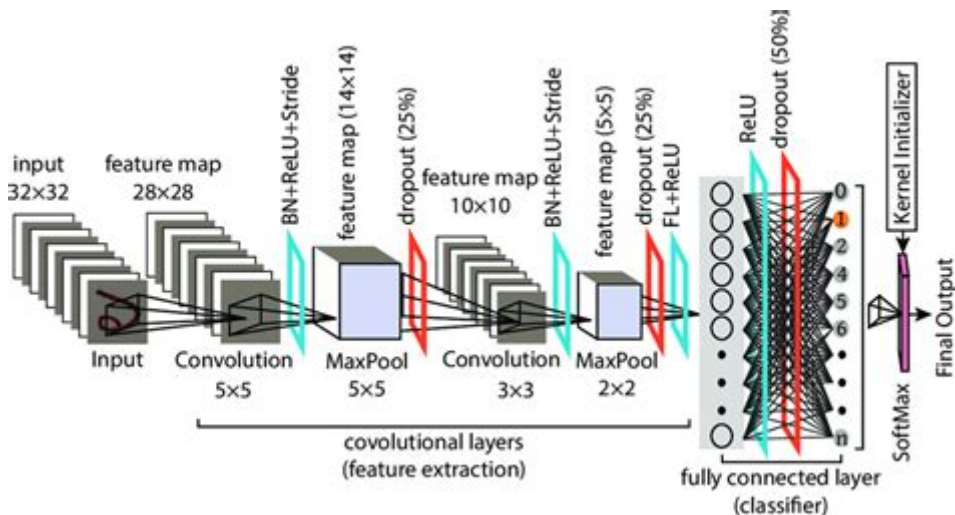 input
32×32
feature map
28×28
BN+ReLU+Stride
feature map (14×14)
dropout (25%)
feature map
10×10
BN+ReLU+Stride
feature map (5×5)
dropout (25%)
FL+ReLU
ReLU
dropout (50%)
Kernel Initializer
0
1
2
4
5
6
n
Input
Convolution
5×5
MaxPool
5×5
Convolution
3×3
MaxPool
2×2
SoftMax
Final Output
covolutional layers
(feature extraction)
fully connected layer
(classifier)